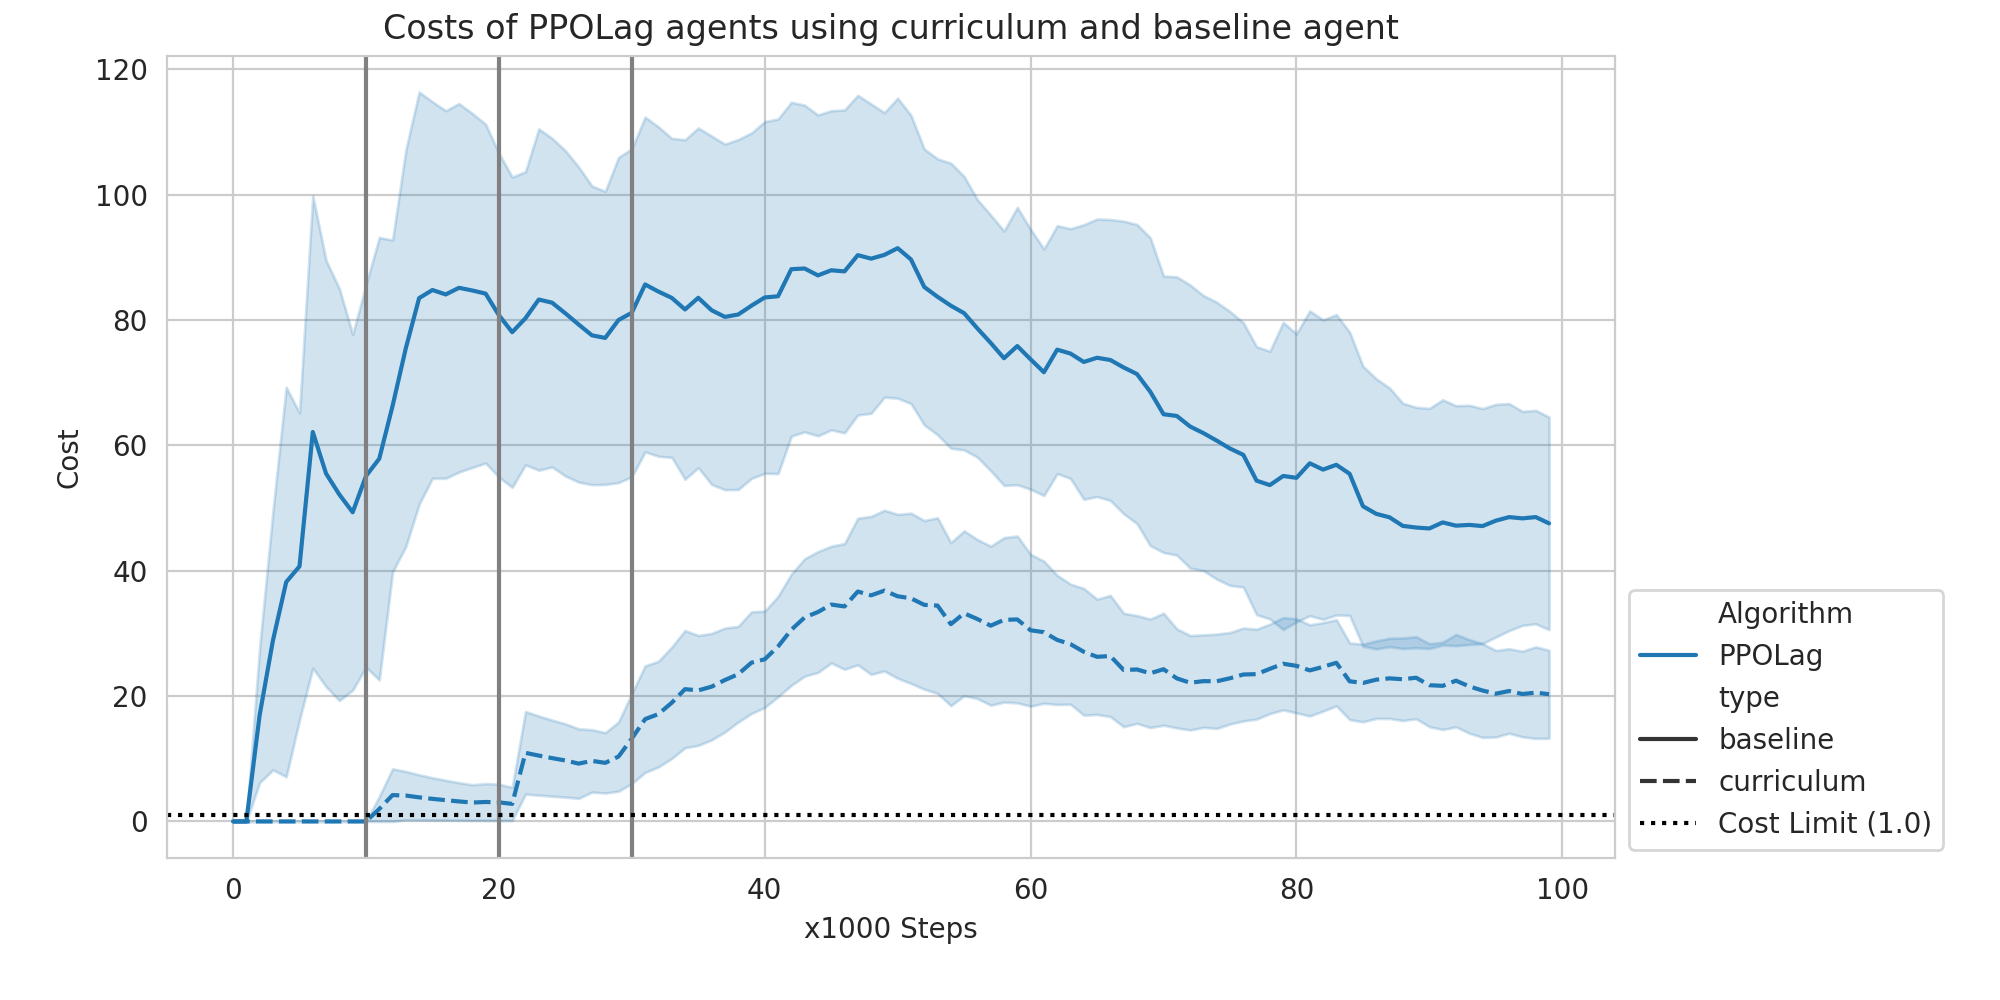 Costs of PPOLag agents using curriculum and baseline agent
120
100
80
60
40
20
0
Cost
0 20 40 60 80 100
x1000 Steps
Algorithm
PPOLag
type
baseline
curriculum
Cost Limit (1.0)